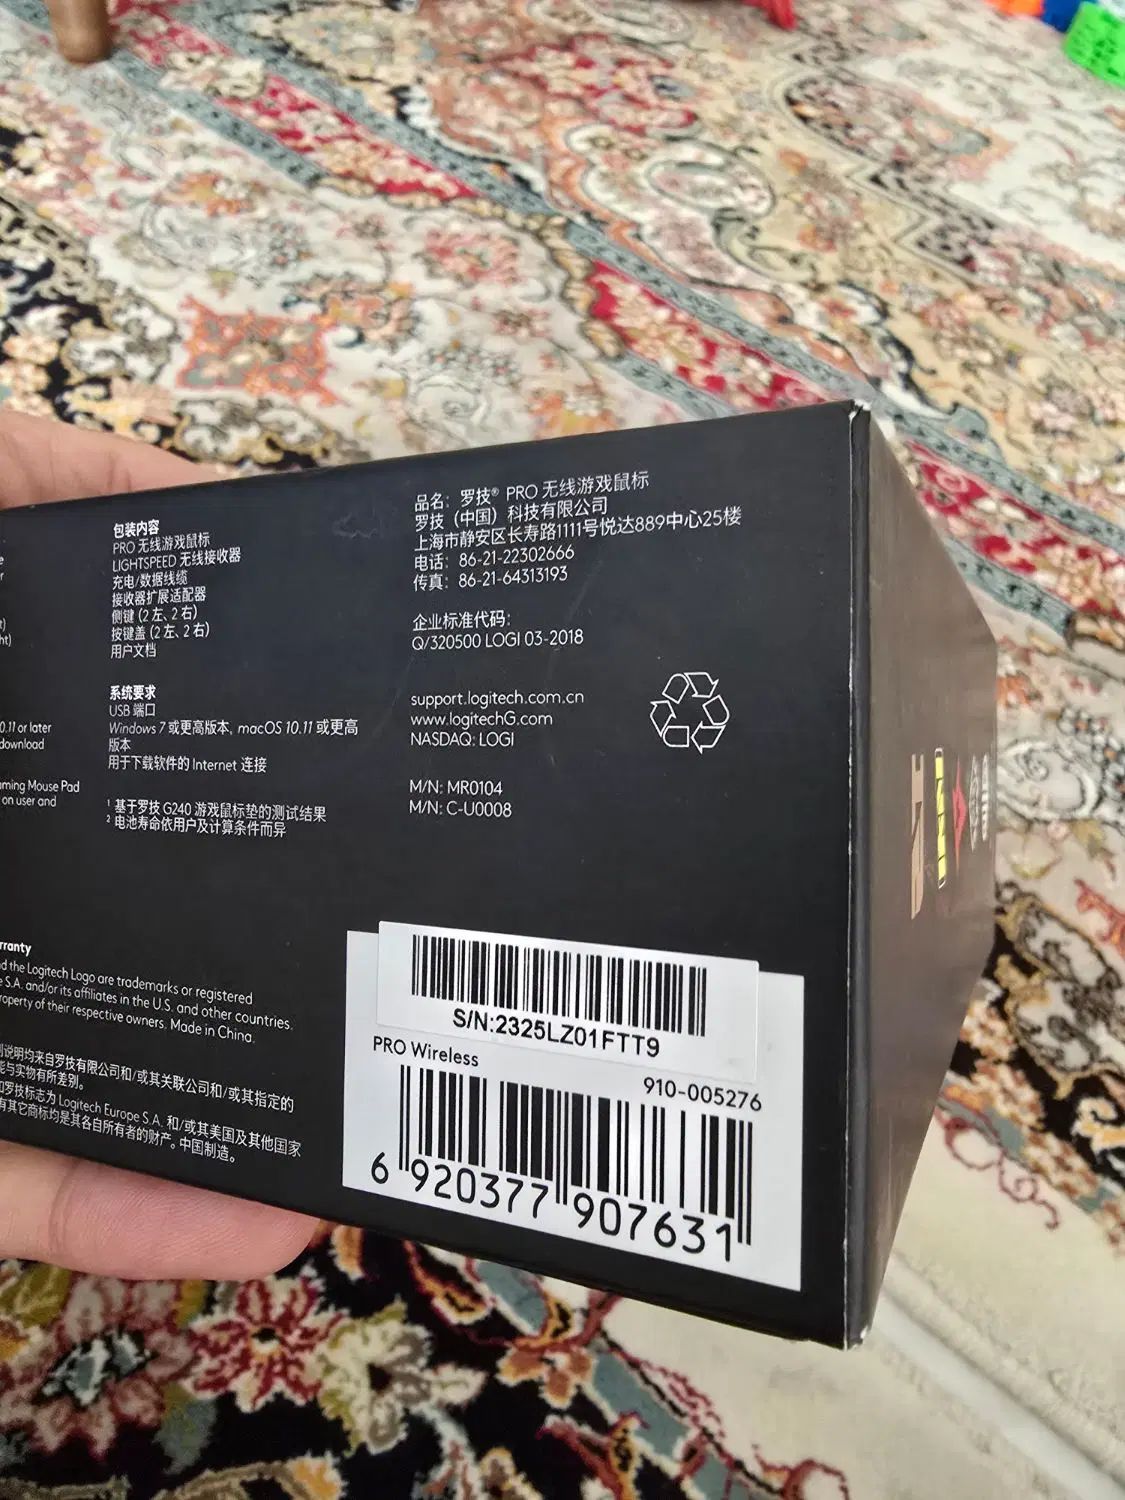 0.11 or later
download
ming Mouse Pad
on user and
包装内容
PRO 无线游戏鼠标
LIGHTSPEED 无线接收器
充电/数据线缆
接收器扩展适配器
侧键 (2 左、2 右)
按键盖 (2 左、2 右)
用户文档
系统要求
USB 端口
Windows 7 或更高版本, macOS 10.11 或更高
版本
用于下载软件的 Internet 连接
¹ 基于罗技 G240 游戏鼠标垫的测试结果
² 电池寿命依用户及计算条件而异
品名: 罗技® PRO 无线游戏鼠标
罗技（中国）科技有限公司
上海市静安区长寿路1111号悦达889中心25楼
电话: 86-21-22302666
传真: 86-21-64313193
企业标准代码:
Q/320500 LOGI 03-2018
support.logitech.com.cn
www.logitechG.com
NASDAQ: LOGI
M/N: MR0104
M/N: C-U0008
rranty
d the Logitech Logo are trademarks or registered
S.A. and/or its affiliates in the U.S. and other countries.
roperty of their respective owners. Made in China.
说明均来自罗技有限公司和/或其关联公司和/或其指定的
能与实物有所差别。
和罗技标志为 Logitech Europe S.A. 和/或其美国及其他国家
有其它商标均是其各自所有者的财产。中国制造。
S/N:2325LZ01FTT9
PRO Wireless
910-005276
6 920377 907631